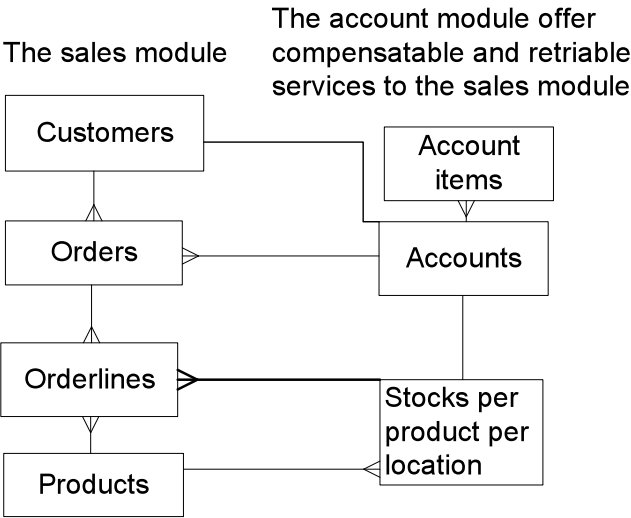 The sales module
The account module offer
compensatable and retriable
services to the sales module
Customers
Account
items
Orders
Accounts
Orderlines
Stocks per
product per
location
Products